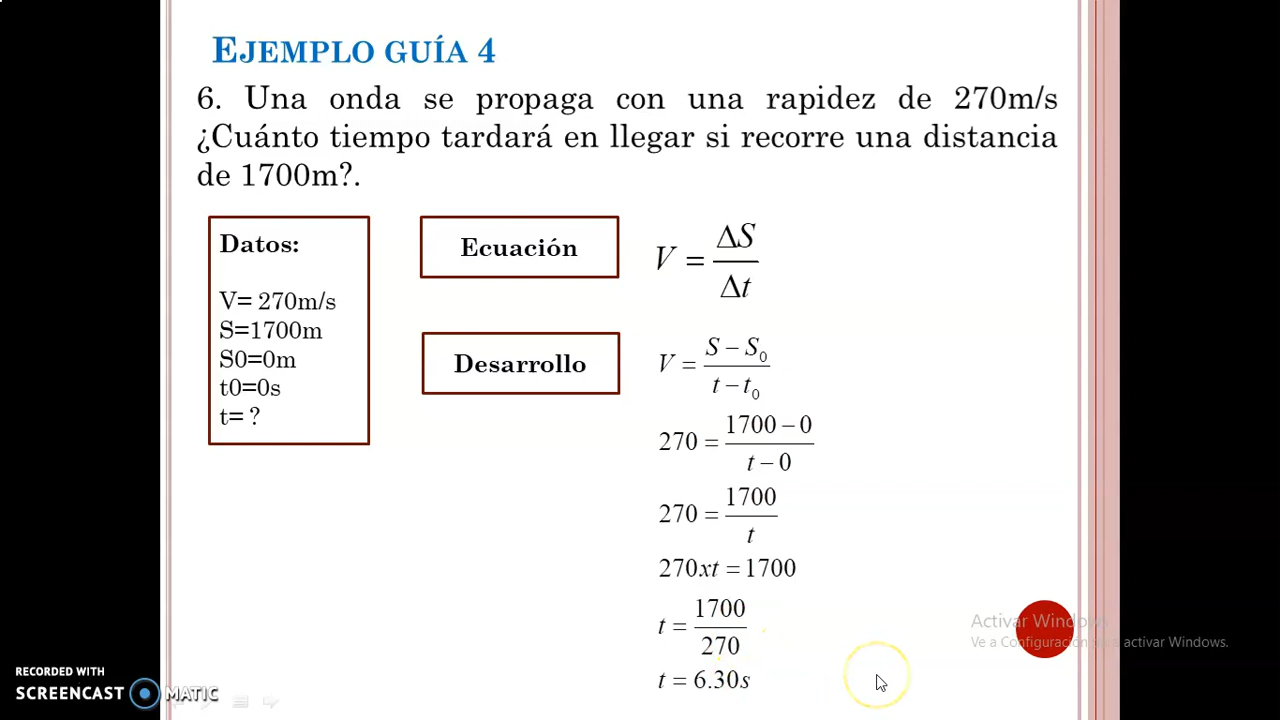 EJEMPLO GUÍA 4
6. Una onda se propaga con una rapidez de 270m/s
¿Cuánto tiempo tardará en llegar si recorre una distancia
de 1700m?.
Datos:
V= 270m/s
S=1700m
S0=0m
t0=0s
t= ?
Ecuación
V = ΔS / Δt
Desarrollo
V = S − S₀ / t − t₀
270 = 1700 − 0 / t − 0
270 = 1700 / t
270xt = 1700
t = 1700 / 270
t = 6.30s
Activar Windows
Ve a Configuración para activar Windows.
RECORDED WITH
SCREENCAST MATIC